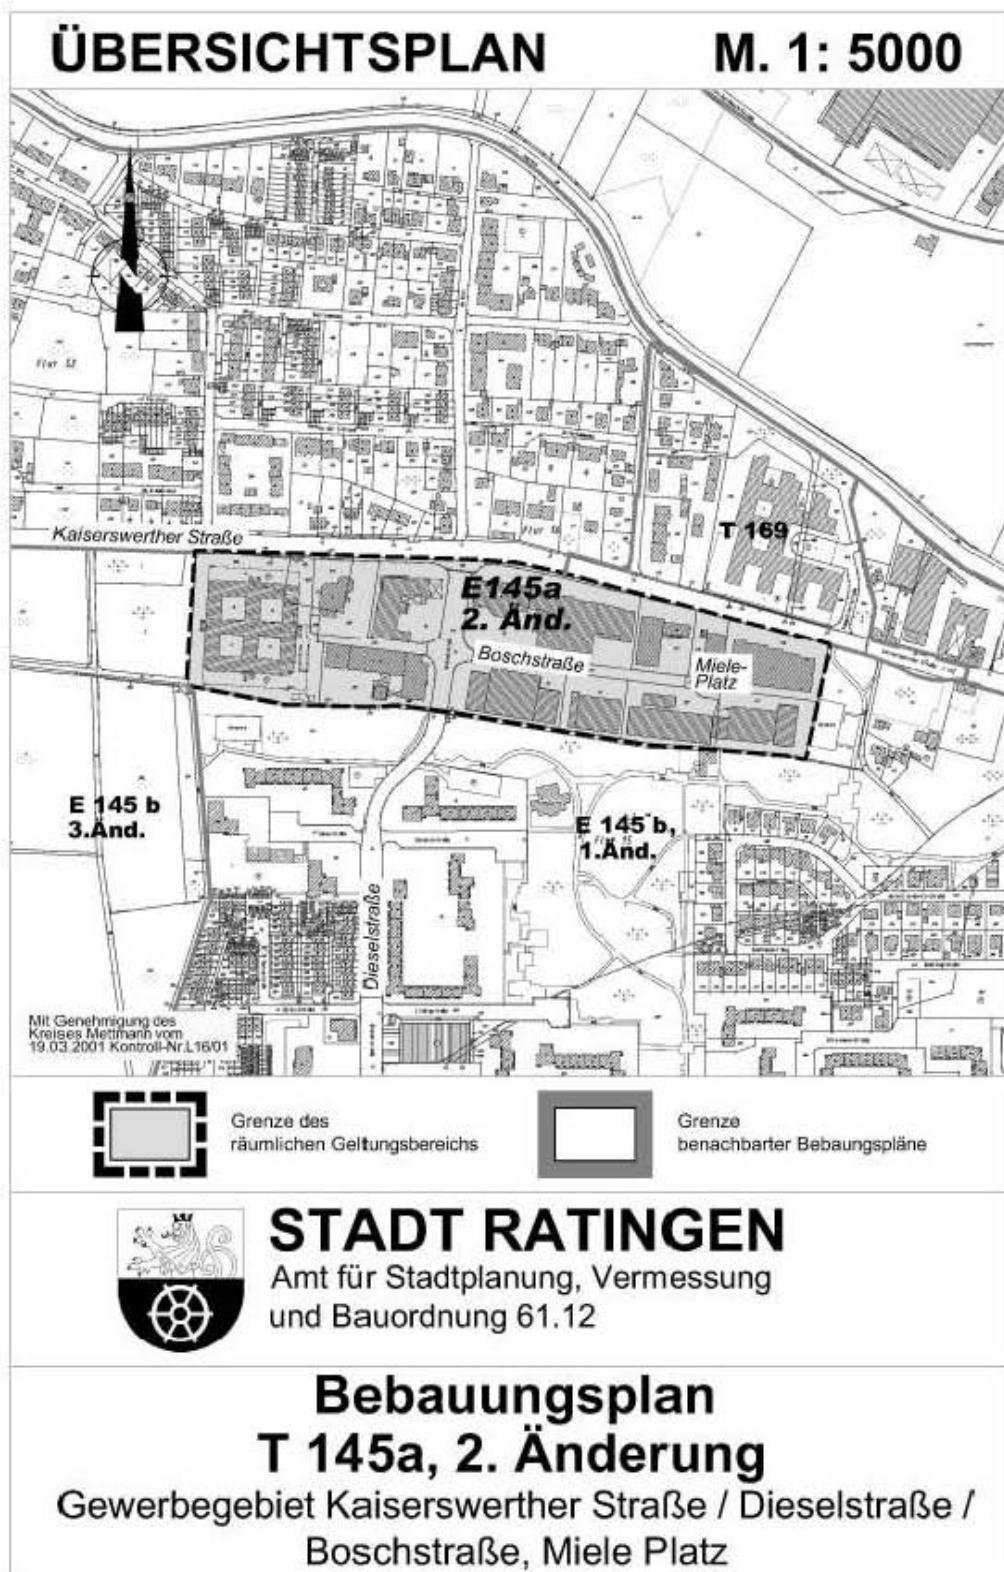 ÜBERSICHTSPLAN M. 1: 5000
Flur 52
Kaiserswerther Straße
T 169
E145a
2. Änd.
Boschstraße
Miele-
Platz
E 145 b
3.Änd.
E 145 b,
1.Änd.
Dieselstraße
Mit Genehmigung des
Kreises Mettmann vom
19.03.2001 Kontroll-Nr.L16/01
Grenze des
räumlichen Geltungsbereichs
Grenze
benachbarter Bebaungspläne
STADT RATINGEN
Amt für Stadtplanung, Vermessung
und Bauordnung 61.12
Bebauungsplan
T 145a, 2. Änderung
Gewerbegebiet Kaiserswerther Straße / Dieselstraße /
Boschstraße, Miele Platz